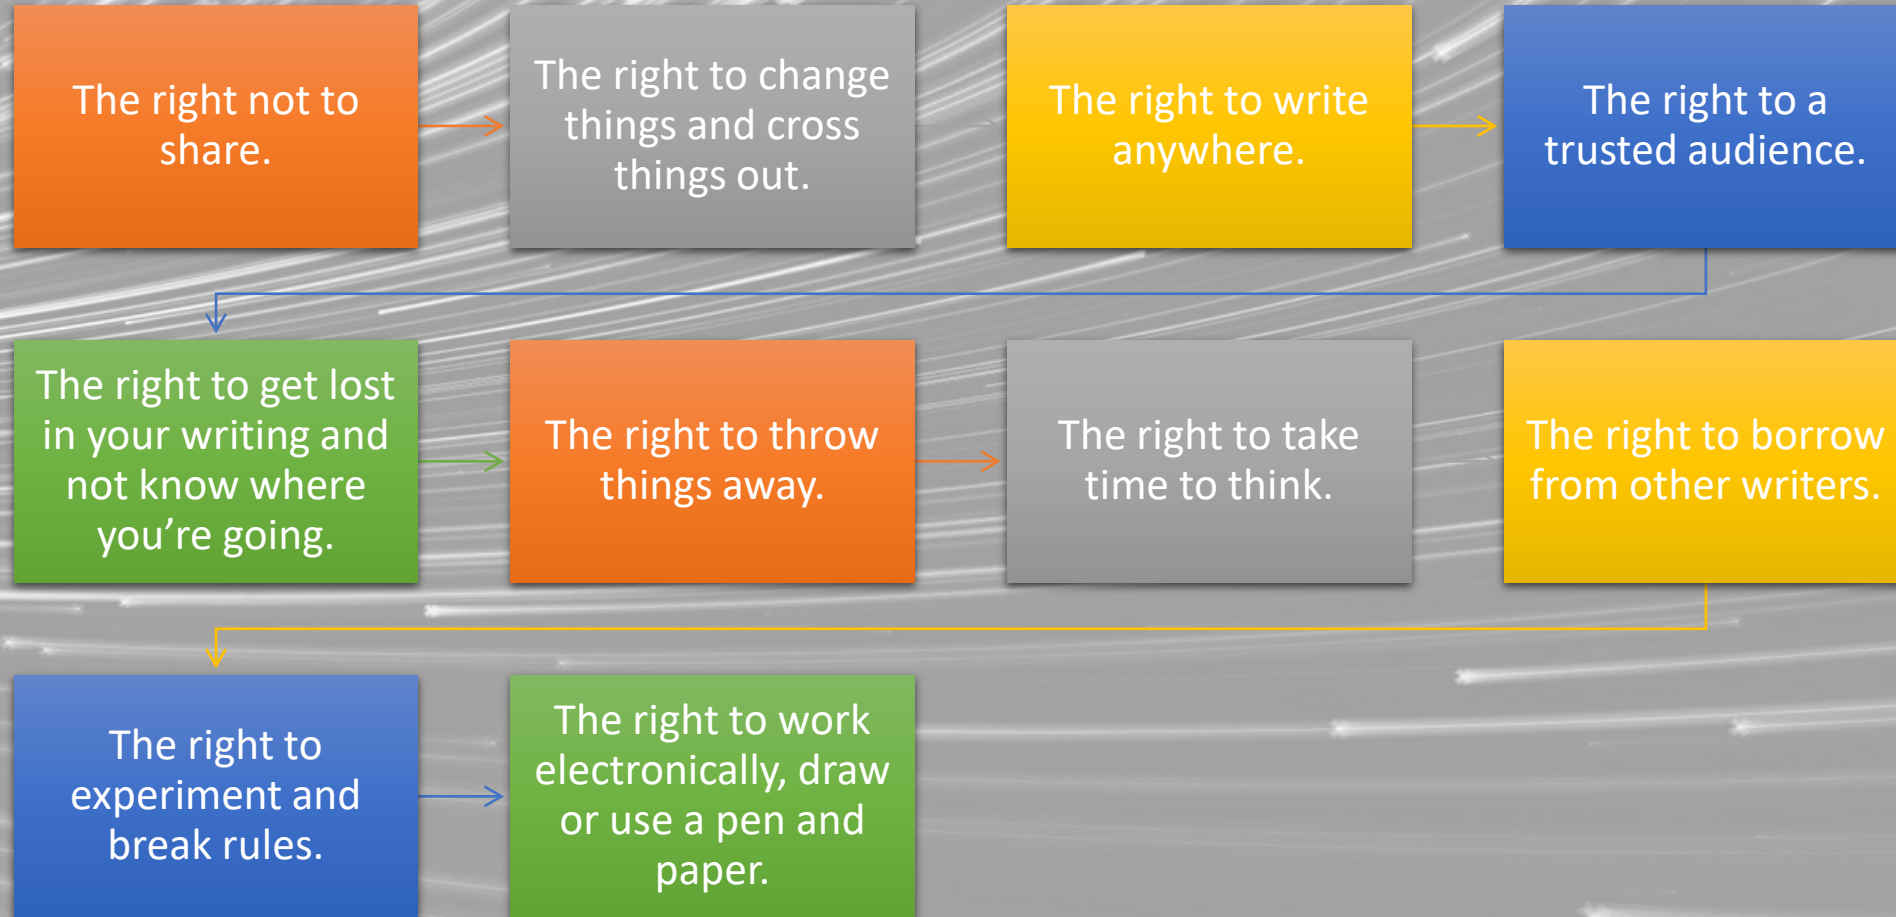 The right not to
share.
The right to change
things and cross
things out.
The right to write
anywhere.
The right to a
trusted audience.
The right to get lost
in your writing and
not know where
you’re going.
The right to throw
things away.
The right to take
time to think.
The right to borrow
from other writers.
The right to
experiment and
break rules.
The right to work
electronically, draw
or use a pen and
paper.